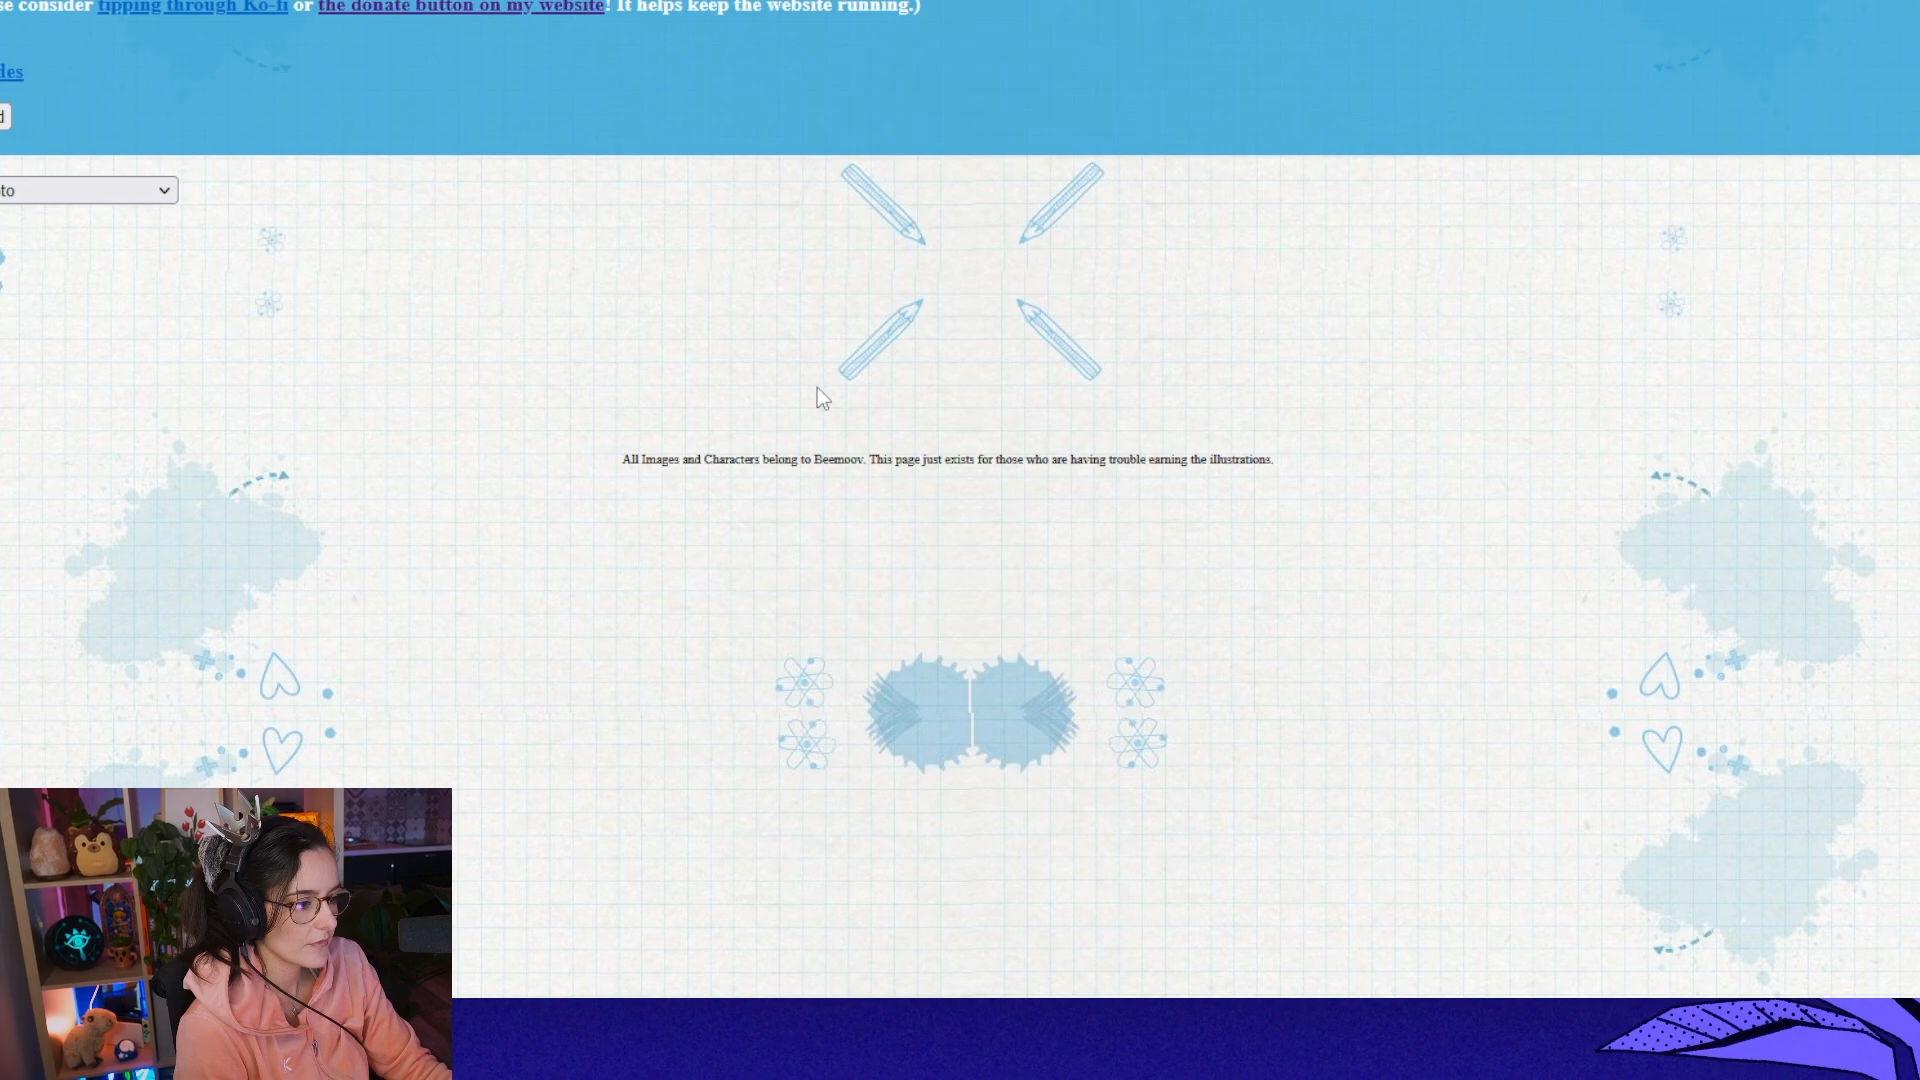 se consider tipping through Ko-fi or the donate button on my website! It helps keep the website running.)
des
d
to
All Images and Characters belong to Beemoov. This page just exists for those who are having trouble earning the illustrations.